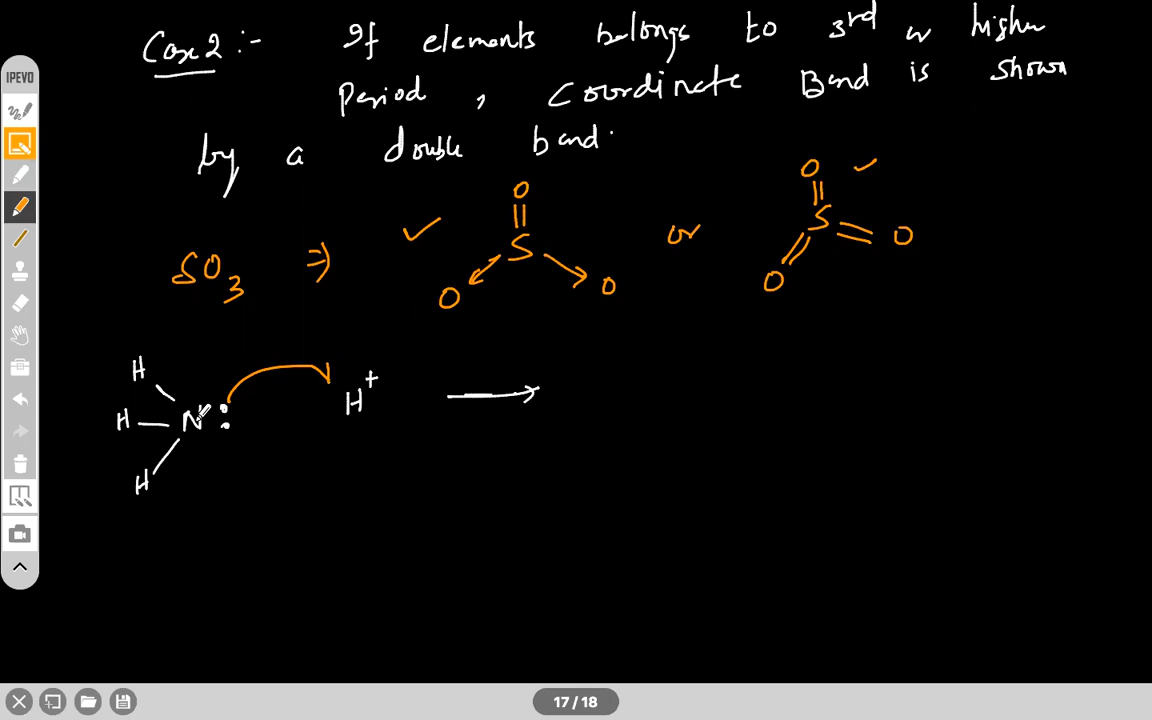 IPEVO
Case 2 :- If elements belongs to 3rd or higher
Period , Coordinate Bond is shown
by a double bond.
SO3 ⇒ O S O O or O S O O
H
H N : H+ →
H
17 / 18